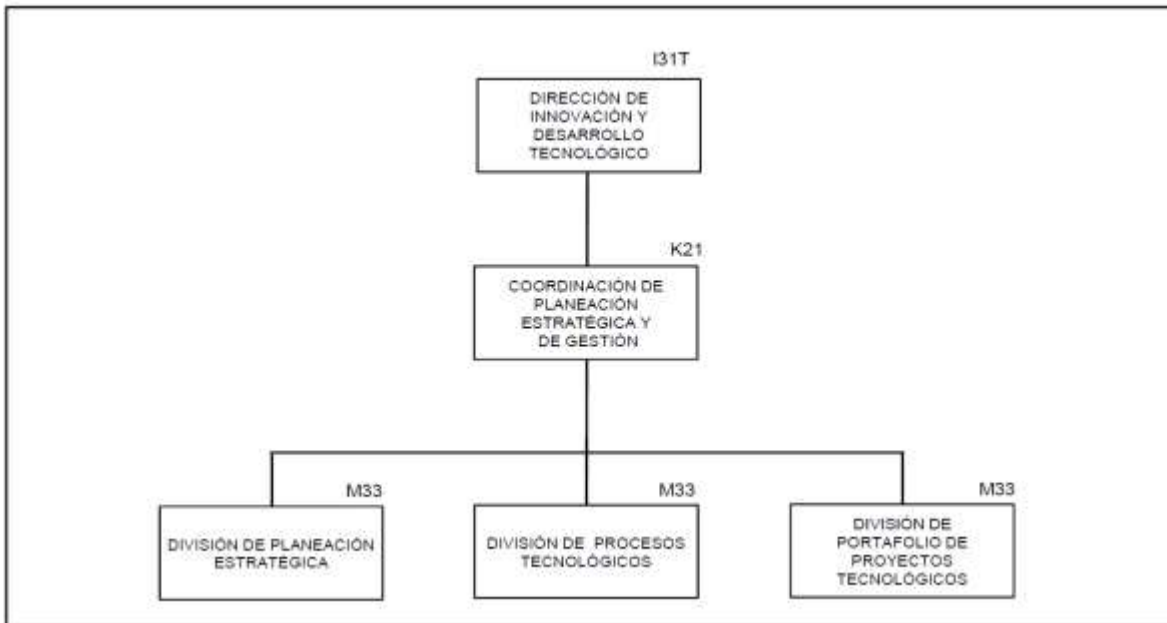 I31T
DIRECCIÓN DE
INNOVACIÓN Y
DESARROLLO
TECNOLÓGICO
K21
COORDINACIÓN DE
PLANEACIÓN
ESTRATÉGICA Y
DE GESTIÓN
M33
DIVISIÓN DE PLANEACIÓN
ESTRATÉGICA
M33
DIVISIÓN DE PROCESOS
TECNOLÓGICOS
M33
DIVISIÓN DE
PORTAFOLIO DE
PROYECTOS
TECNOLÓGICOS